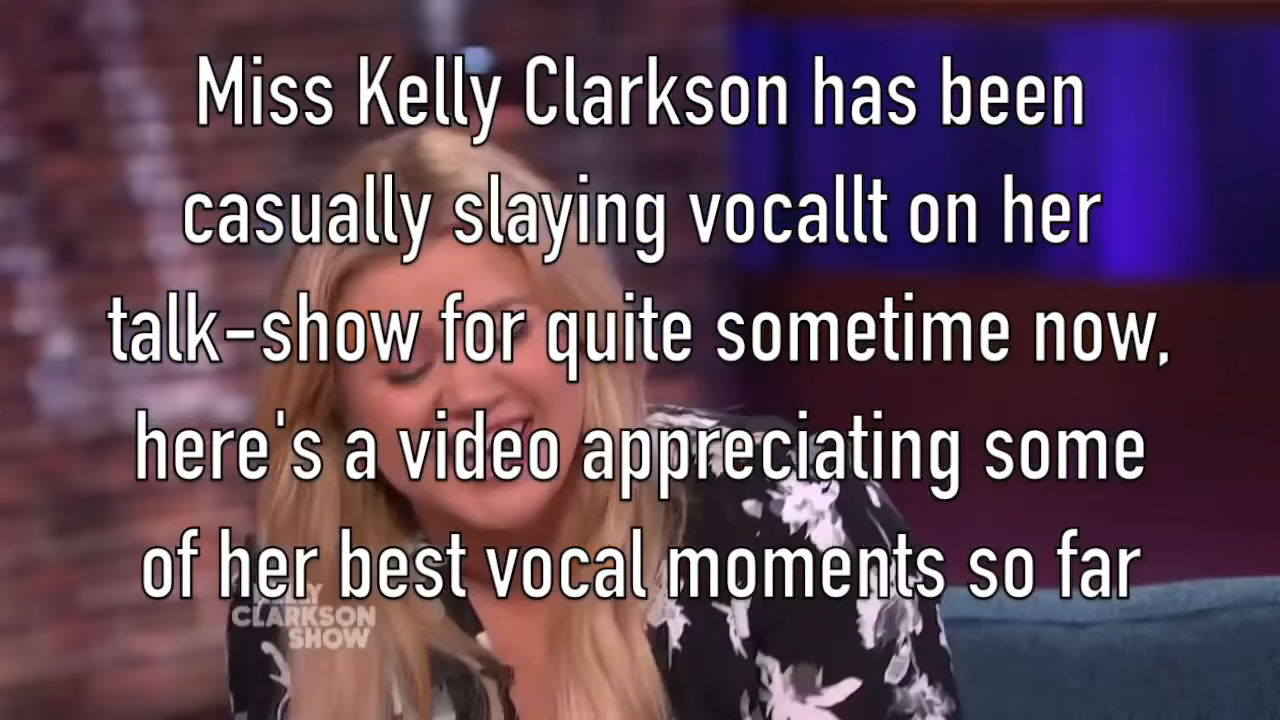 Miss Kelly Clarkson has been
casually slaying vocallt on her
talk-show for quite sometime now,
here's a video appreciating some
of her best vocal moments so far
KELLY
CLARKSON
SHOW